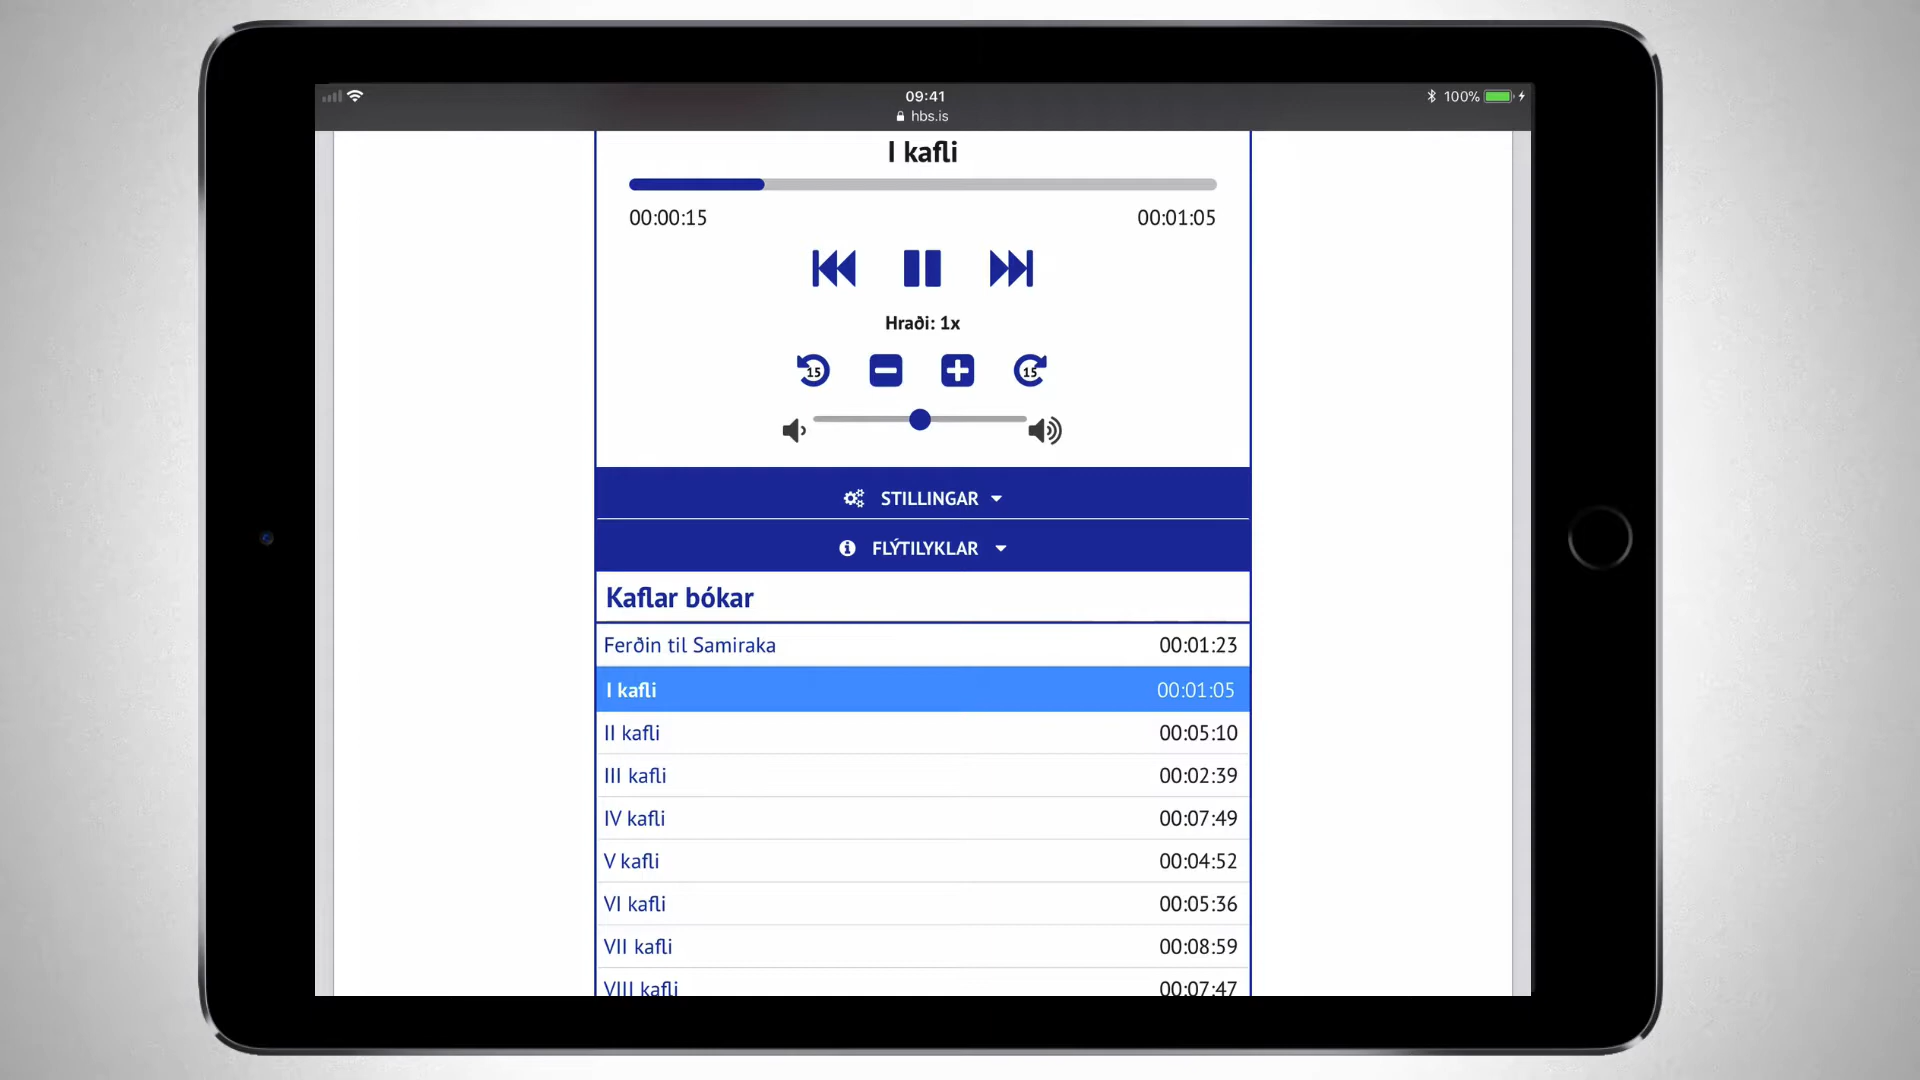 09:41
100%
hbs.is
I kafli
00:00:15 00:01:05
Hraði: 1x
15 15
STILLINGAR
FLÝTILYKLAR
Kaflar bókar
Ferðin til Samiraka 00:01:23
I kafli 00:01:05
II kafli 00:05:10
III kafli 00:02:39
IV kafli 00:07:49
V kafli 00:04:52
VI kafli 00:05:36
VII kafli 00:08:59
VIII kafli 00:07:47